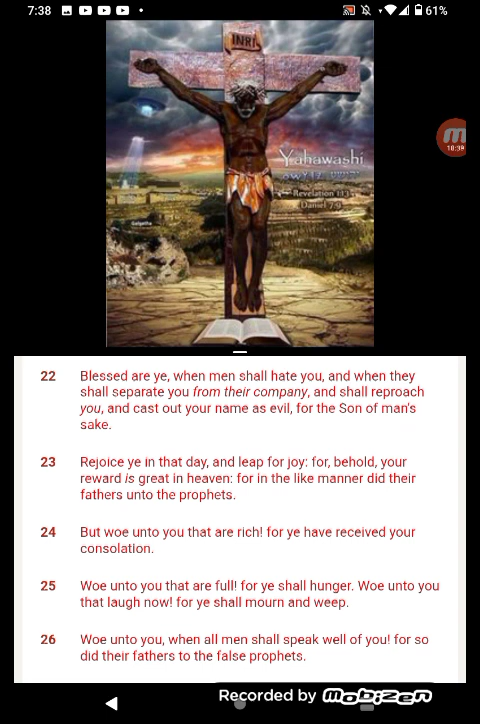 7:38
61%
18:39
INRI
Yahawashi
Revelation 1:13
Daniel 7:9
Golgatha
22 Blessed are ye, when men shall hate you, and when they
shall separate you from their company, and shall reproach
you, and cast out your name as evil, for the Son of man's
sake.
23 Rejoice ye in that day, and leap for joy: for, behold, your
reward is great in heaven: for in the like manner did their
fathers unto the prophets.
24 But woe unto you that are rich! for ye have received your
consolation.
25 Woe unto you that are full! for ye shall hunger. Woe unto you
that laugh now! for ye shall mourn and weep.
26 Woe unto you, when all men shall speak well of you! for so
did their fathers to the false prophets.
Recorded by Mobizen